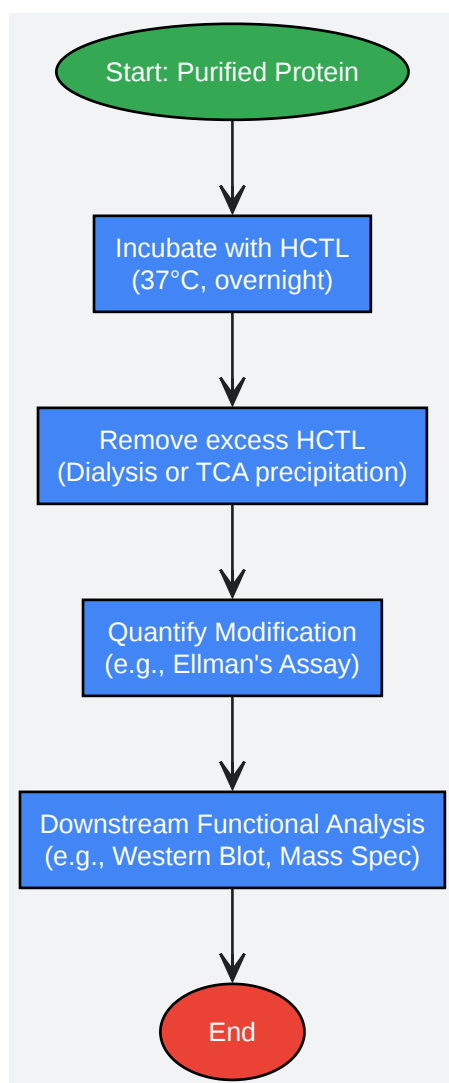 Start: Purified Protein
Incubate with HCTL
(37°C, overnight)
Remove excess HCTL
(Dialysis or TCA precipitation)
Quantify Modification
(e.g., Ellman's Assay)
Downstream Functional Analysis
(e.g., Western Blot, Mass Spec)
End